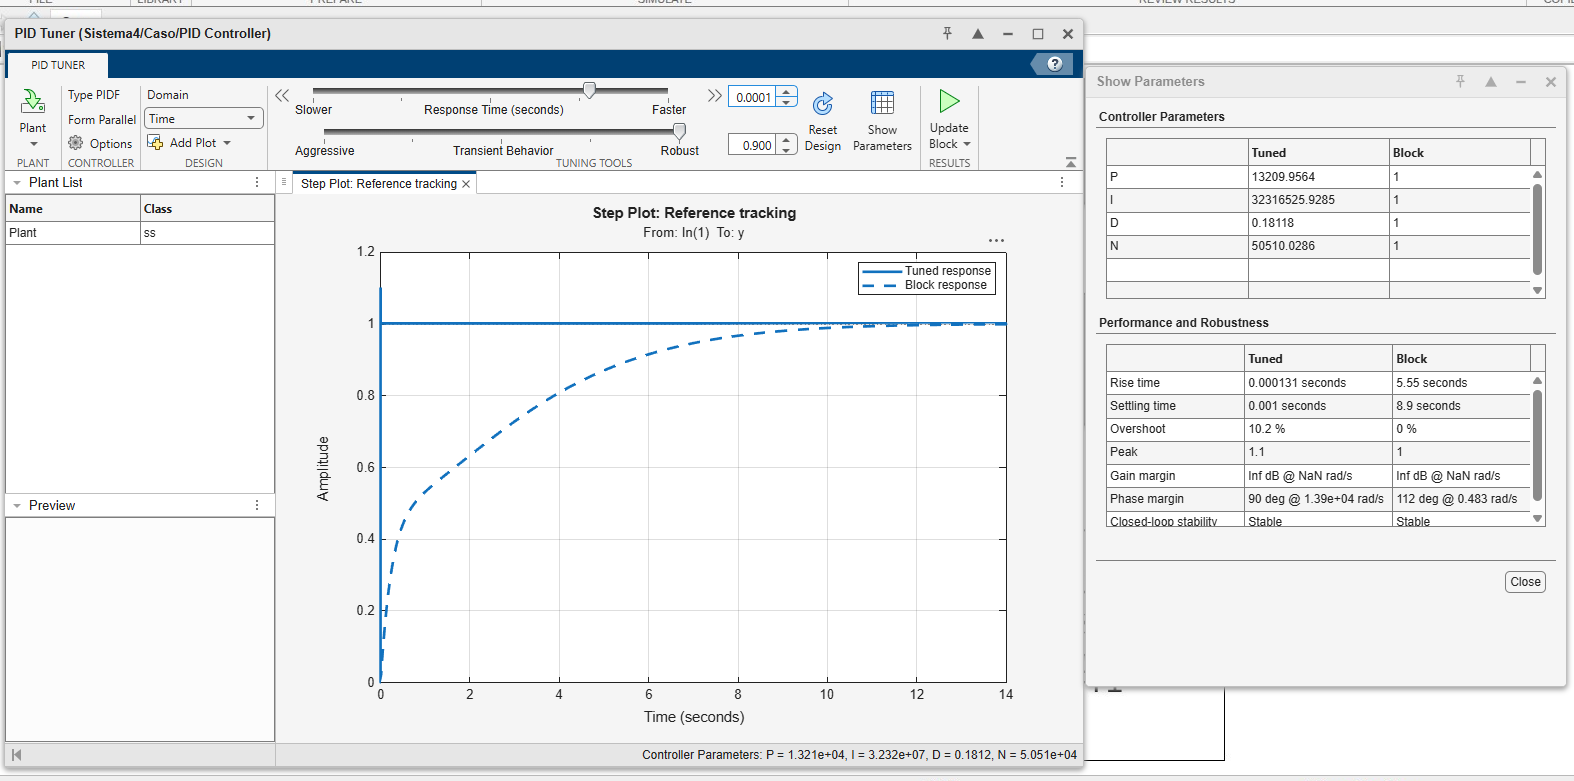 FILE LIBRARY PREPARE SIMULATE REVIEW RESULTS
PID Tuner (Sistema4/Caso/PID Controller)
PID TUNER
?
Plant
PLANT
Type PIDF
Form Parallel
Options
CONTROLLER
Domain
Time
Add Plot
DESIGN
Slower Response Time (seconds) Faster
0.0001
Aggressive Transient Behavior Robust
0.900
TUNING TOOLS
Reset Design
Show Parameters
Update Block
RESULTS
Plant List
Name Class
Plant ss
Preview
Step Plot: Reference tracking
Step Plot: Reference tracking
From: In(1) To: y
Tuned response
Block response
Amplitude
1.2
1
0.8
0.6
0.4
0.2
0
0 2 4 6 8 10 12 14
Time (seconds)
Controller Parameters: P = 1.321e+04, I = 3.232e+07, D = 0.1812, N = 5.051e+04
Show Parameters
Controller Parameters
Tuned Block
P 13209.9564 1
I 32316525.9285 1
D 0.18118 1
N 50510.0286 1
Performance and Robustness
Tuned Block
Rise time 0.000131 seconds 5.55 seconds
Settling time 0.001 seconds 8.9 seconds
Overshoot 10.2 % 0 %
Peak 1.1 1
Gain margin Inf dB @ NaN rad/s Inf dB @ NaN rad/s
Phase margin 90 deg @ 1.39e+04 rad/s 112 deg @ 0.483 rad/s
Closed-loop stability Stable Stable
Close